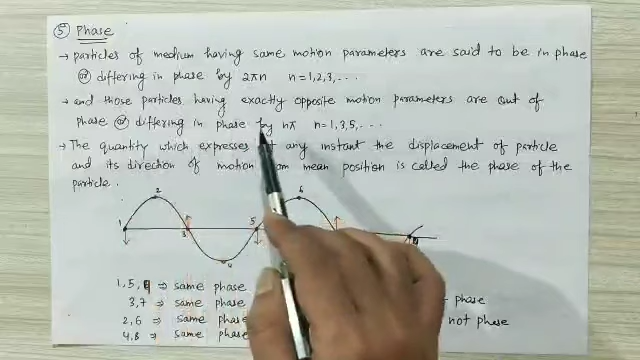 5 Phase
→ particles of medium having same motion parameters are said to be in phase
or differing in phase by 2πn n = 1,2,3,...
→ and those particles having exactly opposite motion parameters are out of
phase or differing in phase by nπ n = 1,3,5,...
→ The quantity which expresses at any instant the displacement of particle
and its direction of motion from mean position is called the phase of the
particle.
2 6
1 3 5
4
1,5,9 ⇒ same phase
3,7 ⇒ same phase phase
2,6 ⇒ same phase not phase
4,8 ⇒ same phase